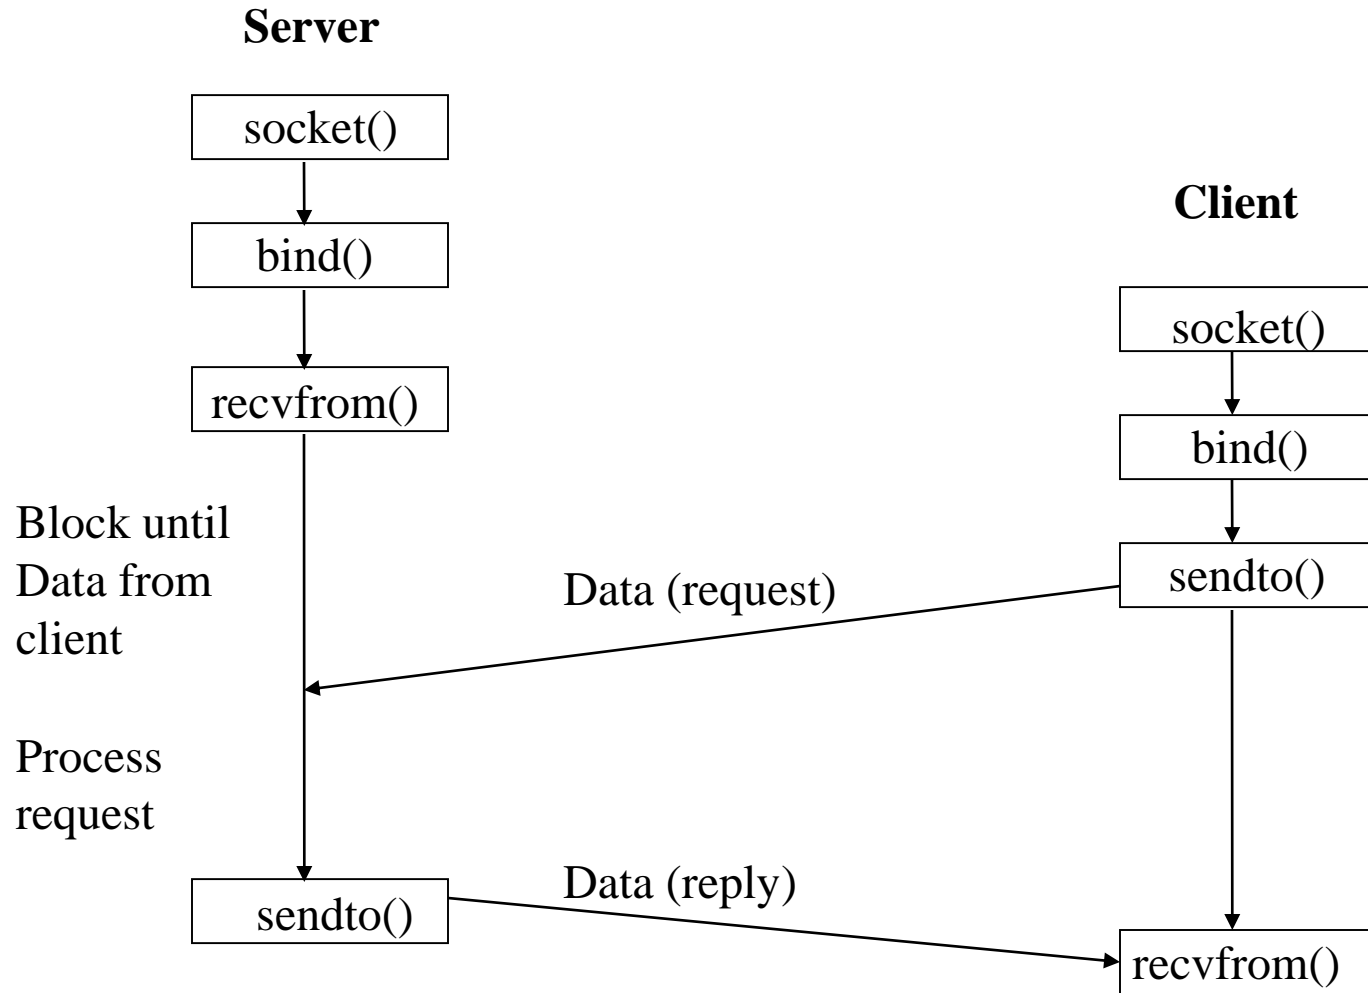 Server
socket()
bind()
recvfrom()
Block until
Data from
client
Process
request
sendto()
Client
socket()
bind()
sendto()
recvfrom()
Data (request)
Data (reply)